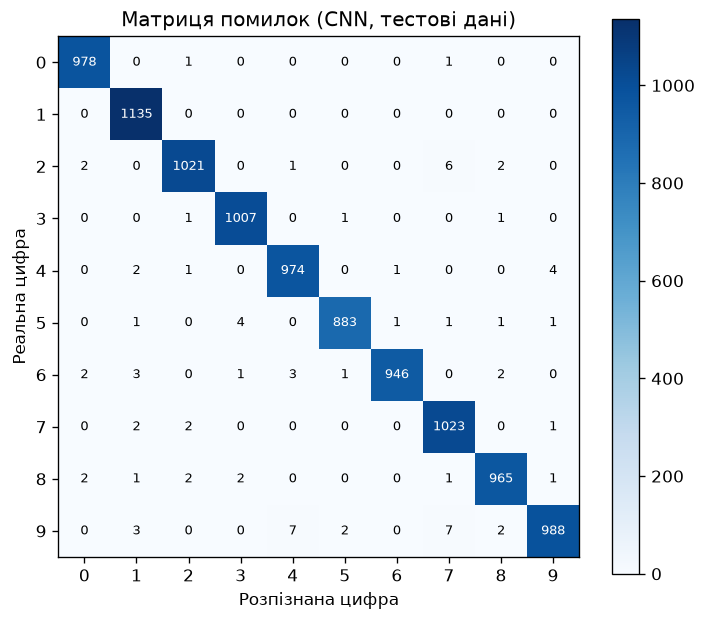 Матриця помилок (CNN, тестові дані)
Реальна цифра
0 978 0 1 0 0 0 0 1 0 0
1 0 1135 0 0 0 0 0 0 0 0
2 2 0 1021 0 1 0 0 6 2 0
3 0 0 1 1007 0 1 0 0 1 0
4 0 2 1 0 974 0 1 0 0 4
5 0 1 0 4 0 883 1 1 1 1
6 2 3 0 1 3 1 946 0 2 0
7 0 2 2 0 0 0 0 1023 0 1
8 2 1 2 2 0 0 0 1 965 1
9 0 3 0 0 7 2 0 7 2 988
0 1 2 3 4 5 6 7 8 9
Розпізнана цифра
1000
800
600
400
200
0